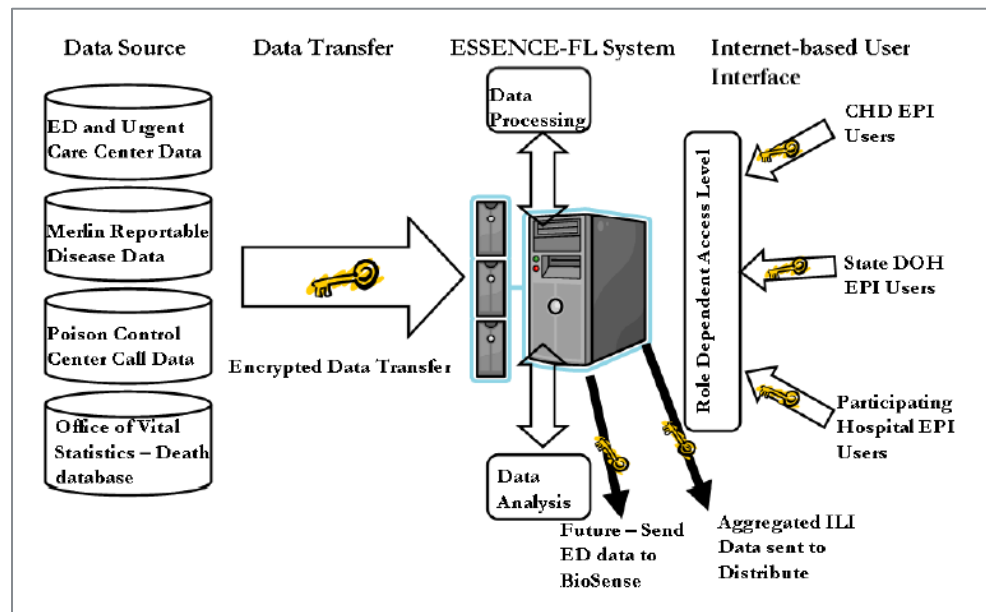 Data Source
Data Transfer
ESSENCE-FL System
Internet-based User
Interface
ED and Urgent
Care Center Data
Merlin Reportable
Disease Data
Poison Control
Center Call Data
Office of Vital
Statistics – Death
database
Encrypted Data Transfer
Data
Processing
Data
Analysis
Future – Send
ED data to
BioSense
Aggregated ILI
Data sent to
Distribute
Role Dependent Access Level
CHD EPI
Users
State DOH
EPI Users
Participating
Hospital EPI
Users